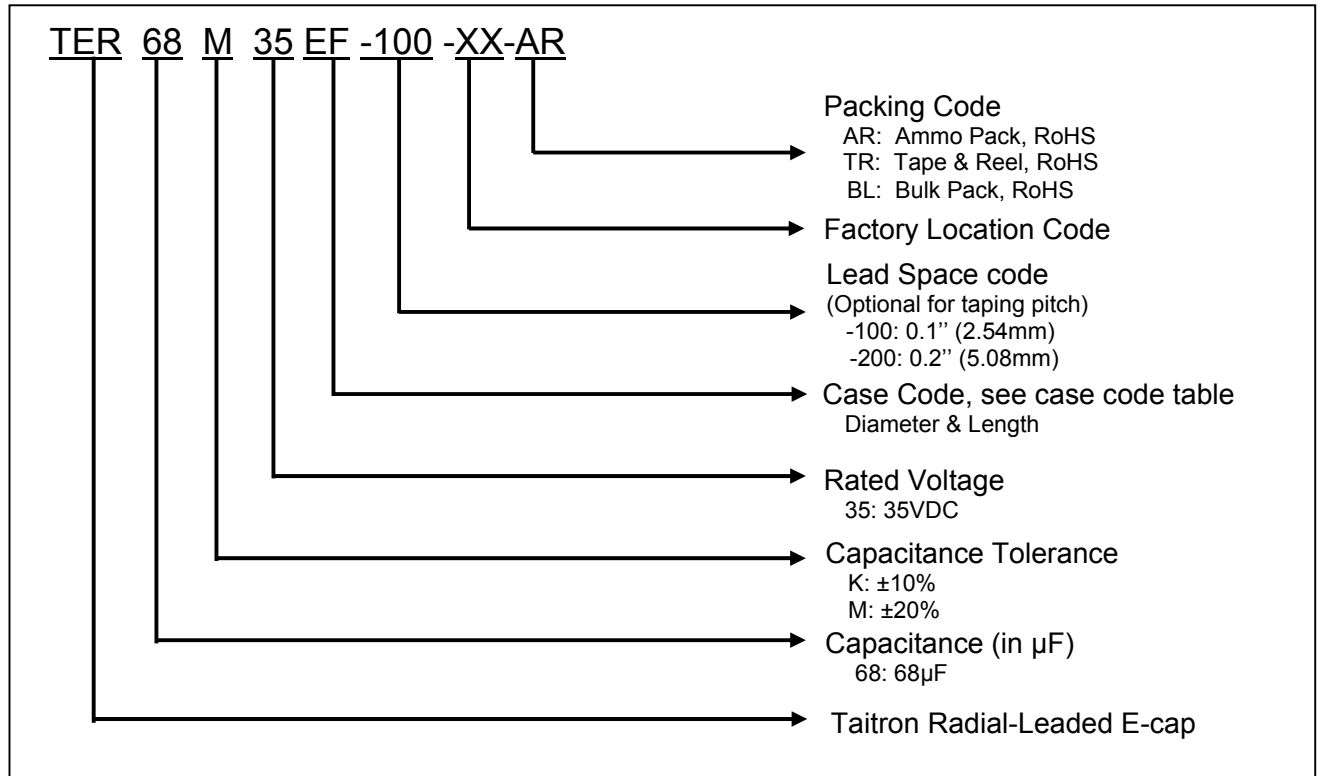 TER 68 M 35 EF -100 -XX-AR
Packing Code
AR: Ammo Pack, RoHS
TR: Tape & Reel, RoHS
BL: Bulk Pack, RoHS
Factory Location Code
Lead Space code
(Optional for taping pitch)
-100: 0.1’’ (2.54mm)
-200: 0.2’’ (5.08mm)
Case Code, see case code table
Diameter & Length
Rated Voltage
35: 35VDC
Capacitance Tolerance
K: ±10%
M: ±20%
Capacitance (in µF)
68: 68µF
Taitron Radial-Leaded E-cap